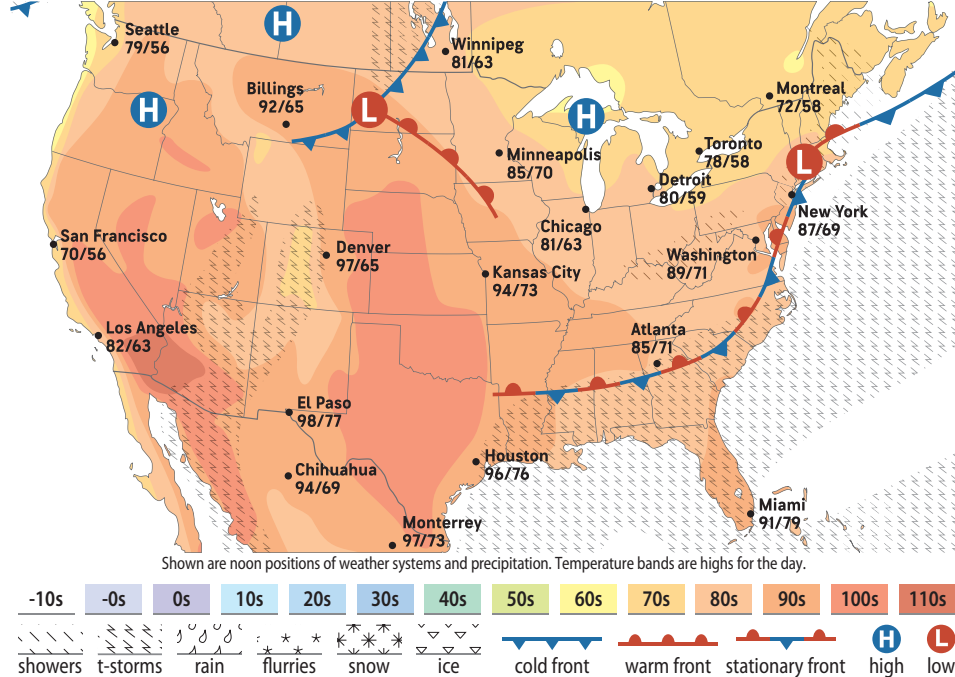 H
Seattle
79/56
Winnipeg
81/63
Billings
92/65
H
L
H
Montreal
72/58
Minneapolis
85/70
Toronto
78/58
L
Detroit
80/59
New York
87/69
San Francisco
70/56
Denver
97/65
Chicago
81/63
Washington
89/71
Kansas City
94/73
Los Angeles
82/63
Atlanta
85/71
El Paso
98/77
Houston
96/76
Chihuahua
94/69
Miami
91/79
Monterrey
97/73
Shown are noon positions of weather systems and precipitation. Temperature bands are highs for the day.
-10s -0s 0s 10s 20s 30s 40s 50s 60s 70s 80s 90s 100s 110s
H L
showers t-storms rain flurries snow ice cold front warm front stationary front high low